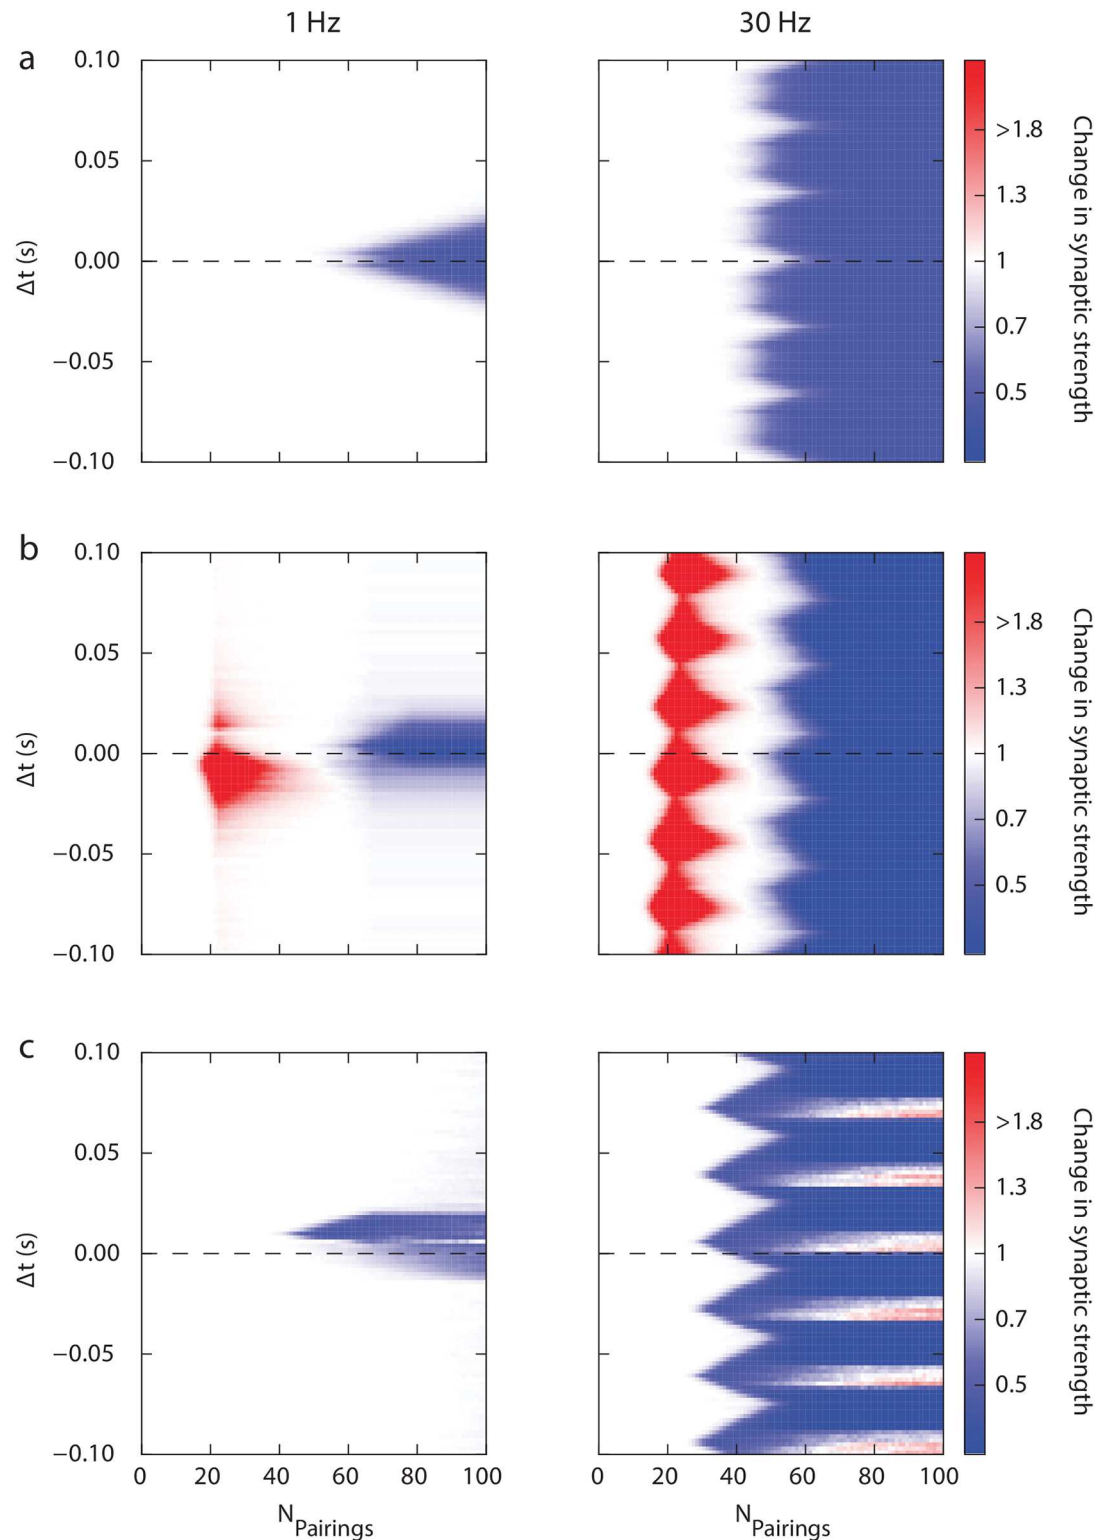 1 Hz
30 Hz
a
0.10
0.05
0.00
−0.05
−0.10
Δt (s)
>1.8
1.3
1
0.7
0.5
Change in synaptic strength
b
0.10
0.05
0.00
−0.05
−0.10
Δt (s)
>1.8
1.3
1
0.7
0.5
Change in synaptic strength
c
0.10
0.05
0.00
−0.05
−0.10
Δt (s)
0 20 40 60 80 100
N_Pairings
0 20 40 60 80 100
N_Pairings
>1.8
1.3
1
0.7
0.5
Change in synaptic strength